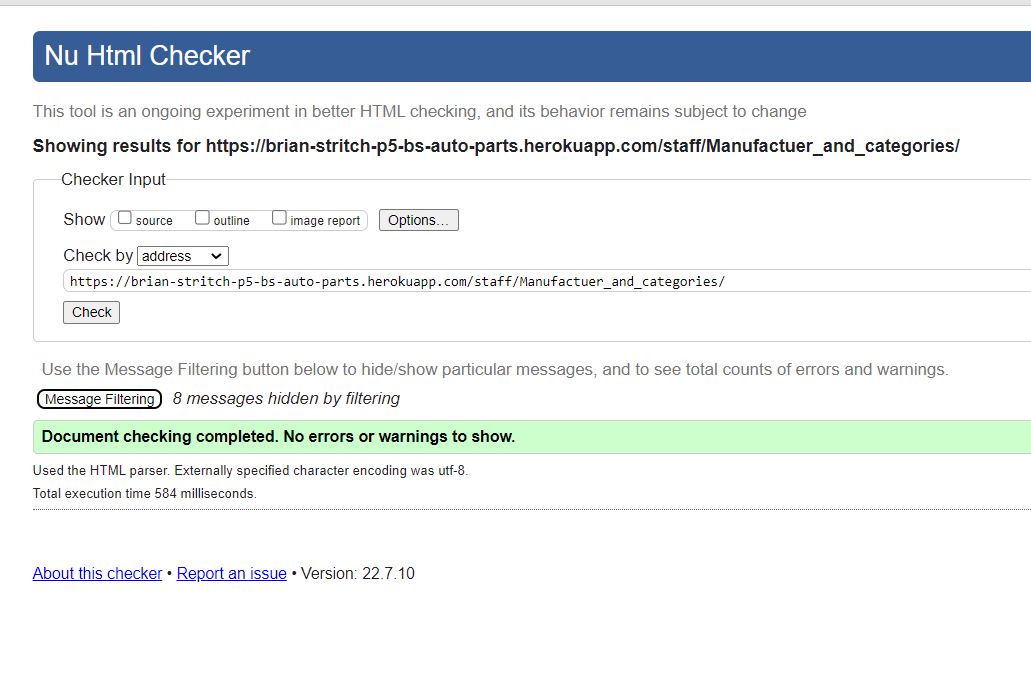 Nu Html Checker
This tool is an ongoing experiment in better HTML checking, and its behavior remains subject to change
Showing results for https://brian-stritch-p5-bs-auto-parts.herokuapp.com/staff/Manufactuer_and_categories/
Checker Input
Show source outline image report Options...
Check by address
https://brian-stritch-p5-bs-auto-parts.herokuapp.com/staff/Manufactuer_and_categories/
Check
Use the Message Filtering button below to hide/show particular messages, and to see total counts of errors and warnings.
Message Filtering 8 messages hidden by filtering
Document checking completed. No errors or warnings to show.
Used the HTML parser. Externally specified character encoding was utf-8.
Total execution time 584 milliseconds.
About this checker • Report an issue • Version: 22.7.10